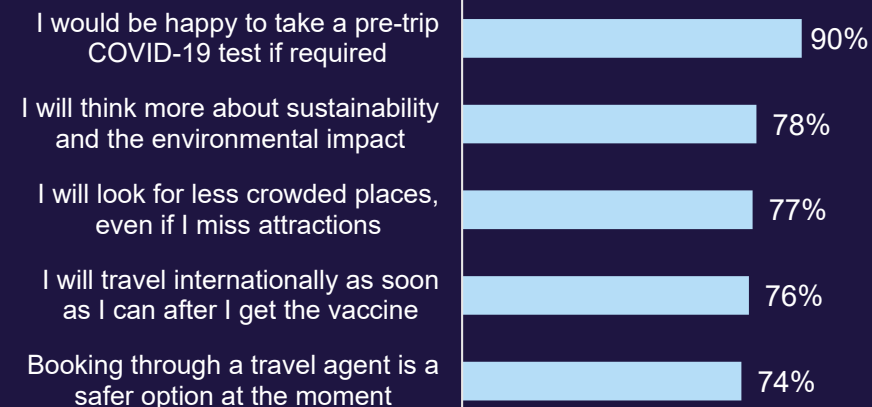 I would be happy to take a pre-trip
COVID-19 test if required
90%
I will think more about sustainability
and the environmental impact
78%
I will look for less crowded places,
even if I miss attractions
77%
I will travel internationally as soon
as I can after I get the vaccine
76%
Booking through a travel agent is a
safer option at the moment
74%